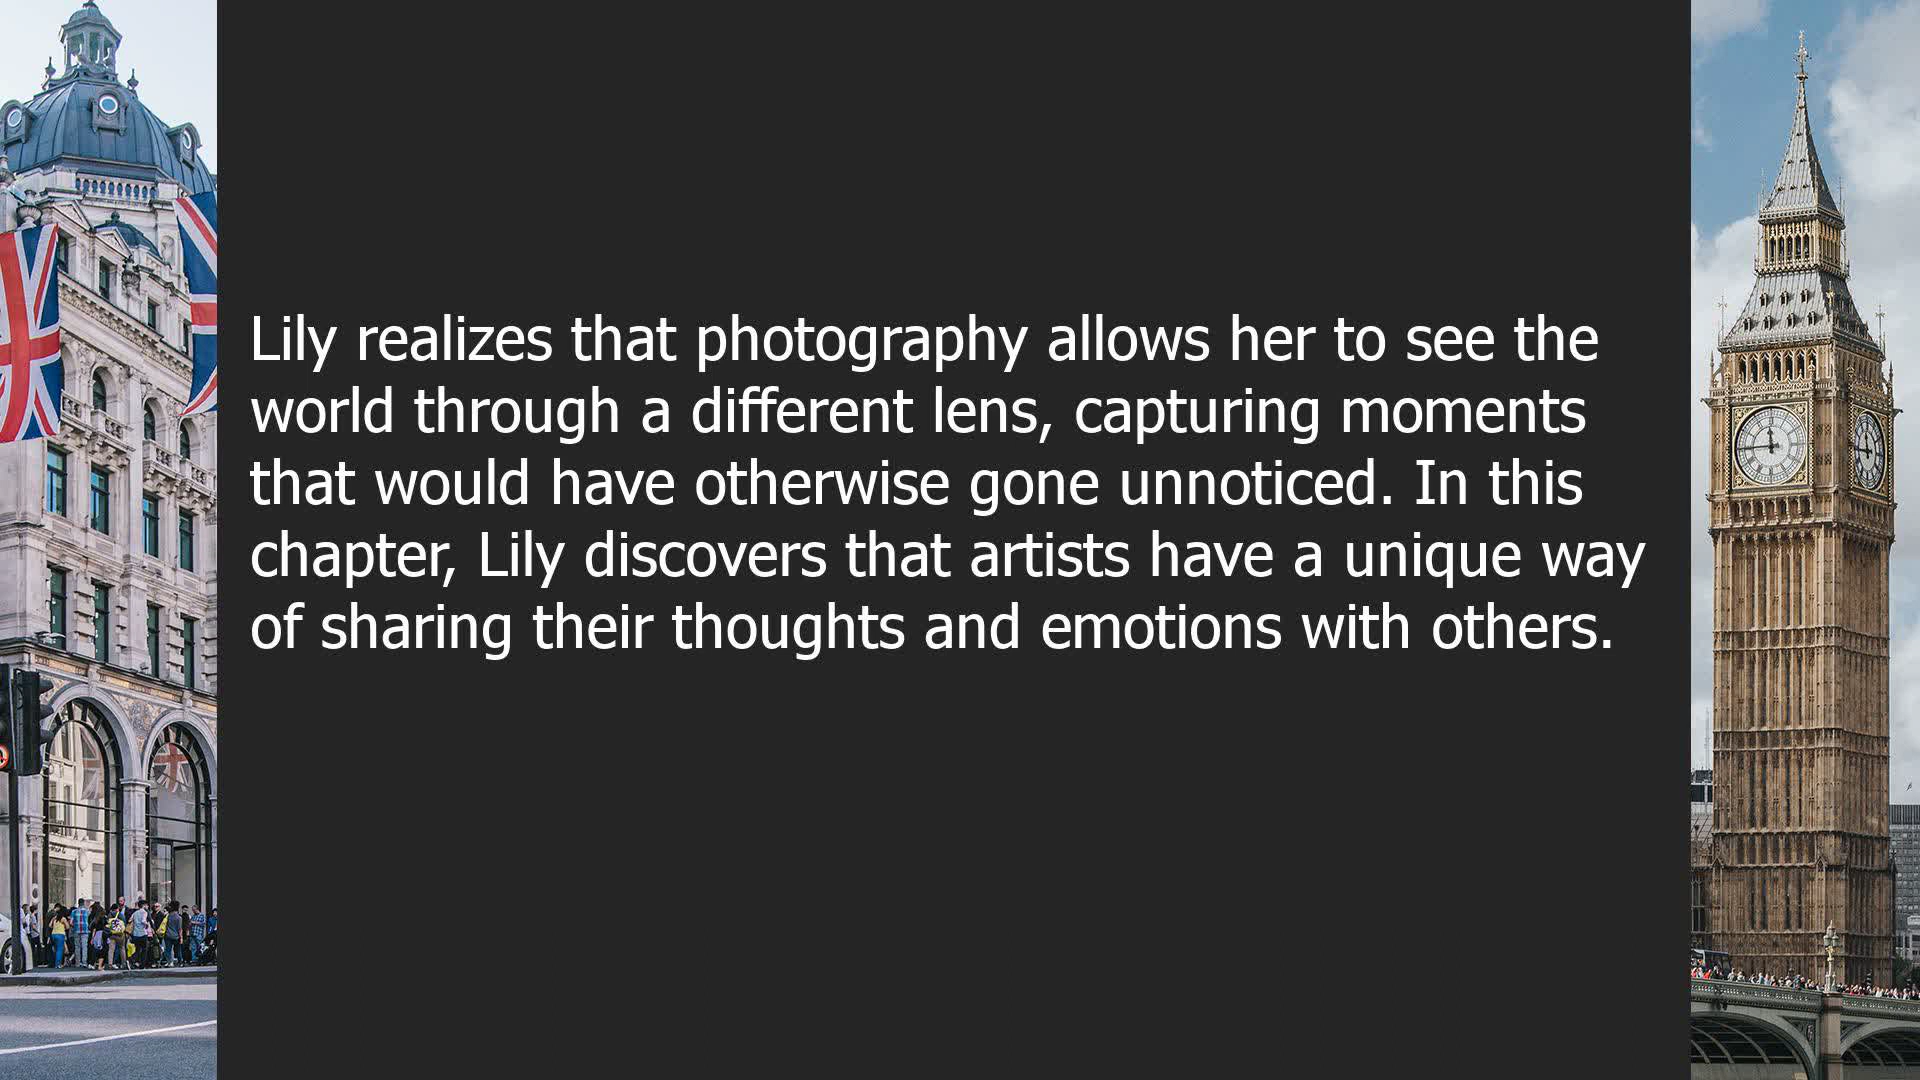 Lily realizes that photography allows her to see the
world through a different lens, capturing moments
that would have otherwise gone unnoticed. In this
chapter, Lily discovers that artists have a unique way
of sharing their thoughts and emotions with others.